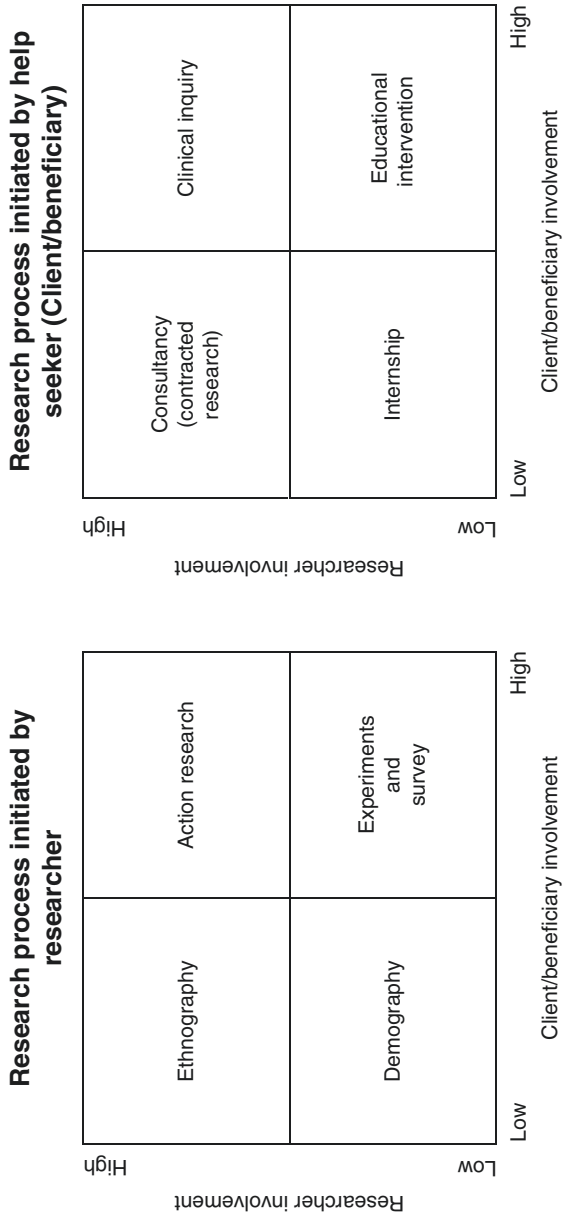 Research process initiated by
researcher
High
Ethnography
Action research
Researcher involvement
Demography
Experiments
and
survey
Low
Low
High
Client/beneficiary involvement
Research process initiated by help
seeker (Client/beneficiary)
High
Consultancy
(contracted
research)
Clinical inquiry
Researcher involvement
Internship
Educational
intervention
Low
Low
High
Client/beneficiary involvement